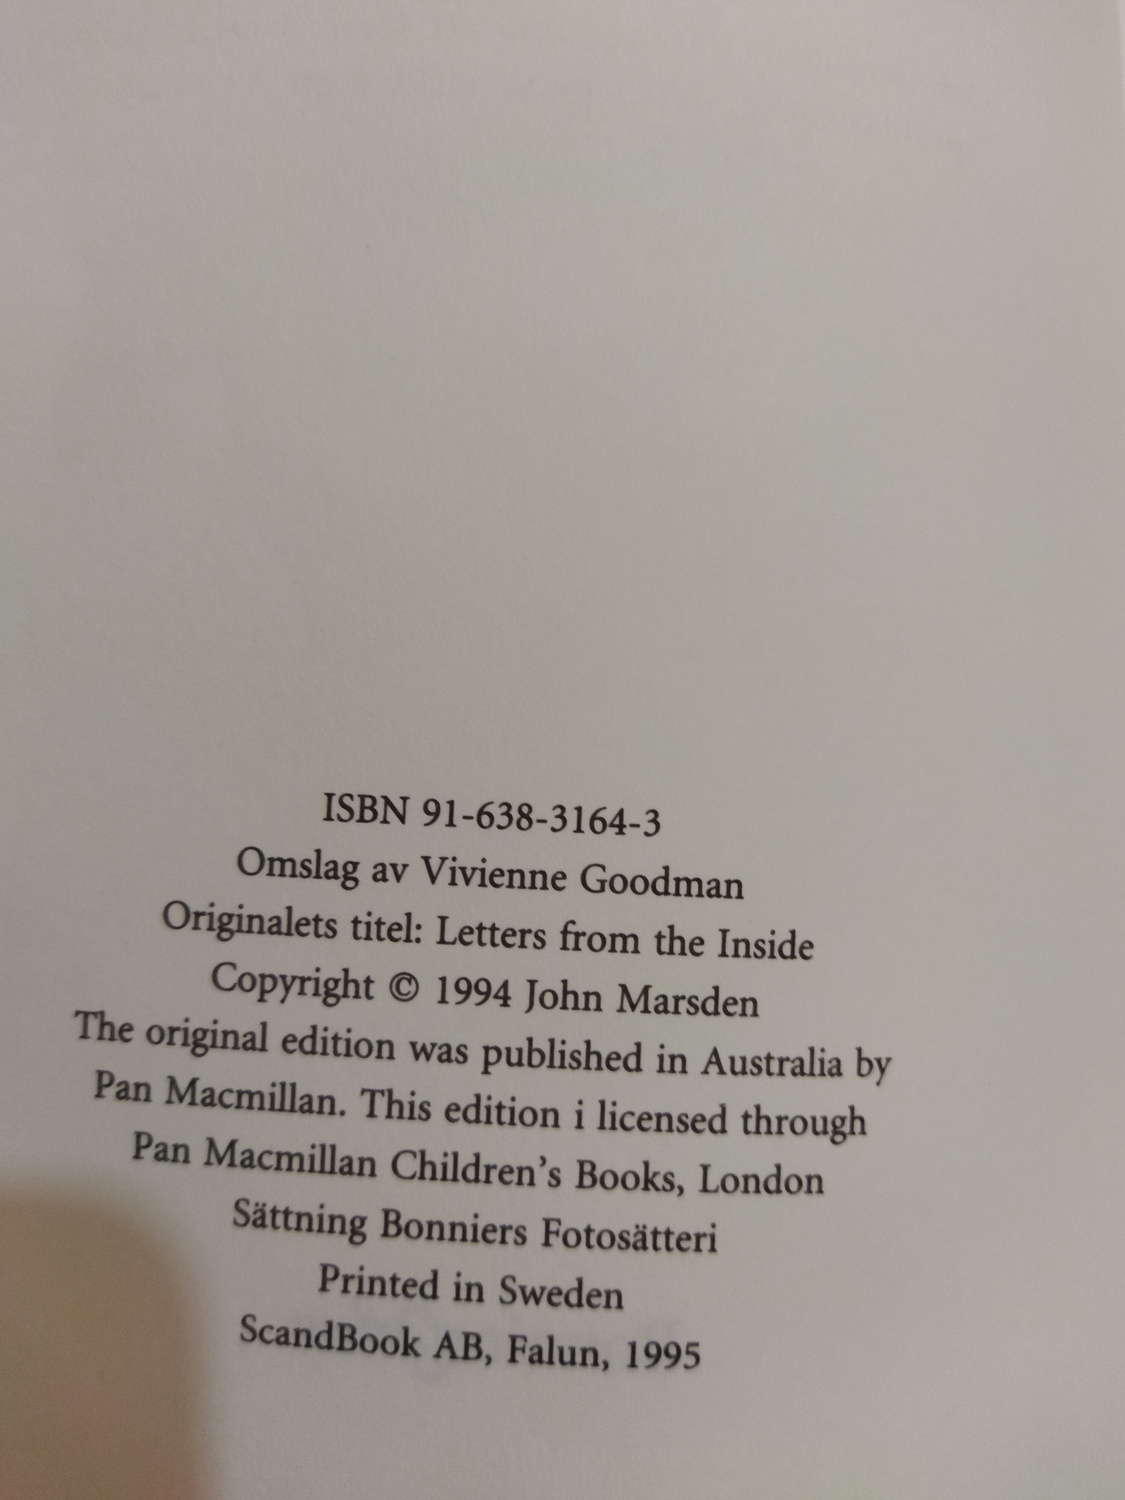 ISBN 91-638-3164-3
Omslag av Vivienne Goodman
Originalets titel: Letters from the Inside
Copyright © 1994 John Marsden
The original edition was published in Australia by
Pan Macmillan. This edition i licensed through
Pan Macmillan Children’s Books, London
Sättning Bonniers Fotosätteri
Printed in Sweden
ScandBook AB, Falun, 1995